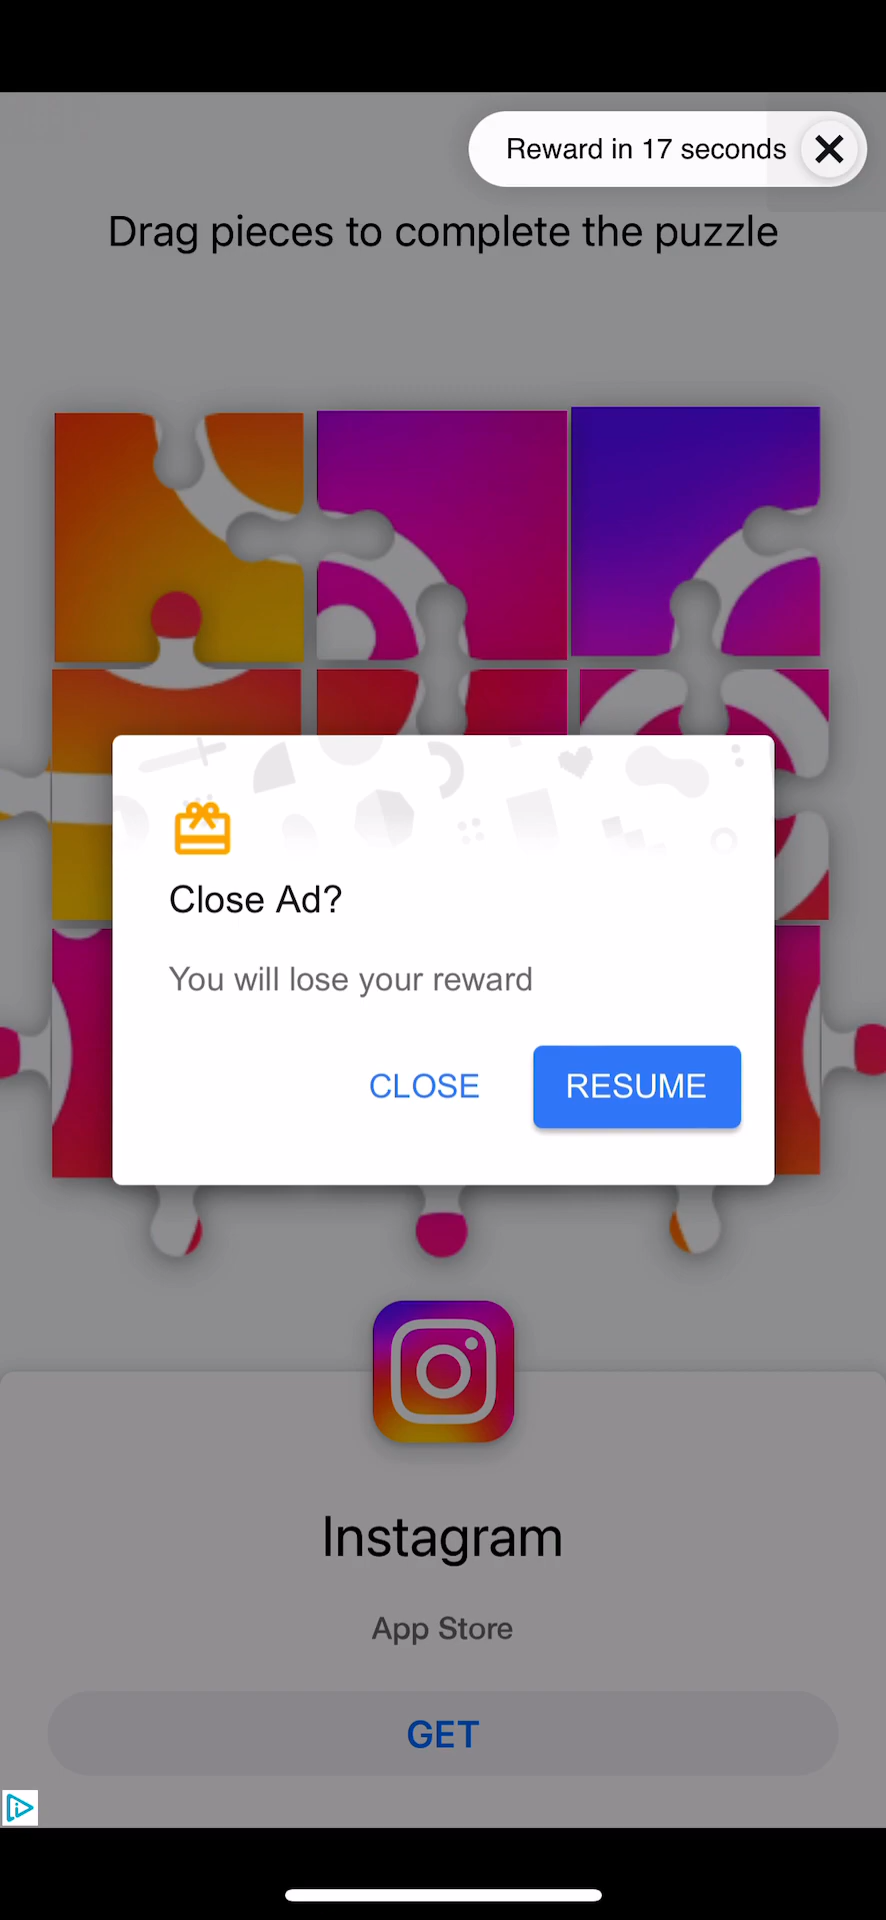 Reward in 17 seconds
Drag pieces to complete the puzzle
Close Ad?
You will lose your reward
CLOSE
RESUME
Instagram
App Store
GET